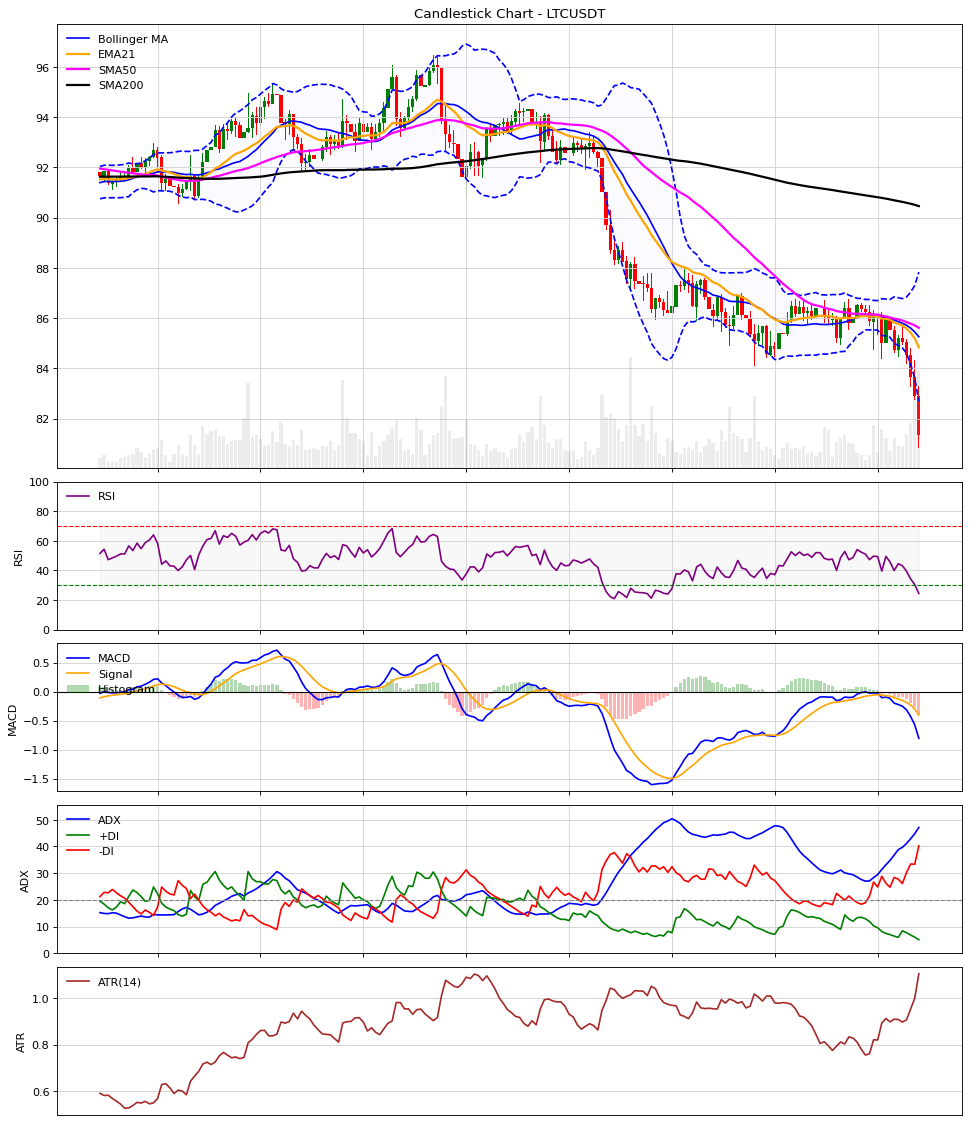 Candlestick Chart - LTCUSDT
Bollinger MA
EMA21
SMA50
SMA200
96
94
92
90
88
86
84
82
RSI
RSI
100
80
60
40
20
0
MACD
Signal
Histogram
MACD
0.5
0.0
−0.5
−1.0
−1.5
ADX
+DI
-DI
ADX
50
40
30
20
10
0
ATR(14)
ATR
1.0
0.8
0.6